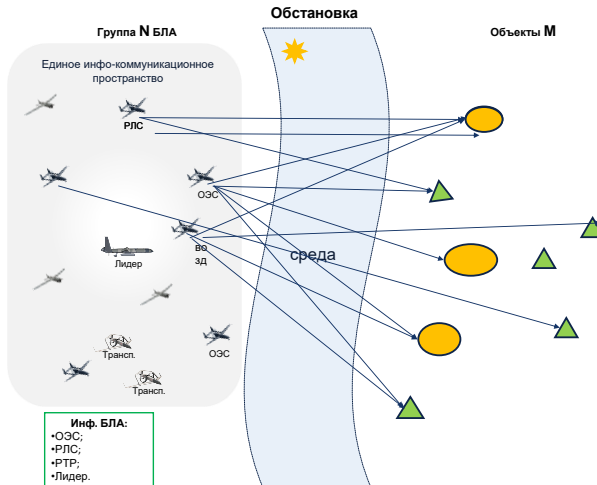 Обстановка
Группа N БЛА
Объекты M
Единое инфо-коммуникационное
пространство
РЛС
ОЭС
ВО
ЗД
среда
Лидер
ОЭС
Трансп.
Трансп.
Инф. БЛА:
•ОЭС;
•РЛС;
•РТР;
•Лидер.